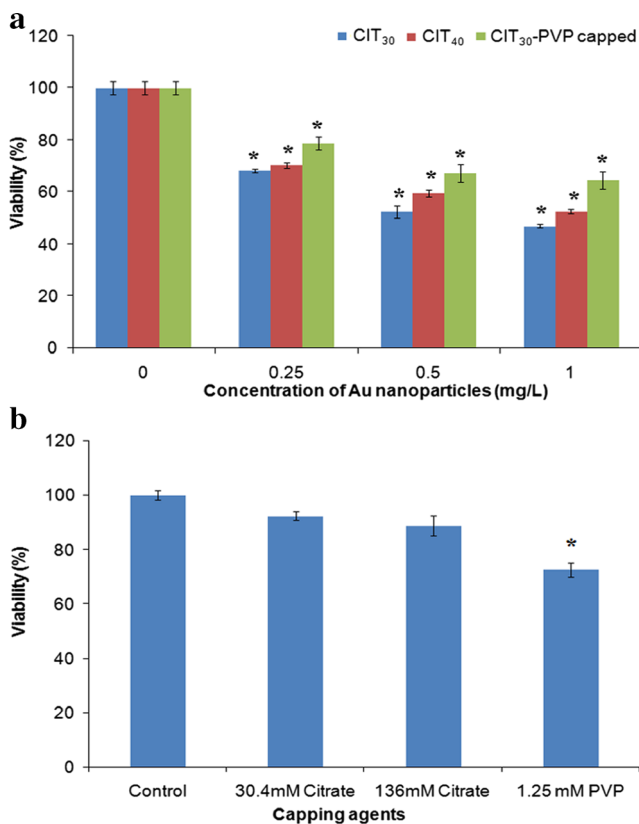 a
120
100
80
60
40
20
0
Viability (%)
CIT30 CIT40 CIT30-PVP capped
* * *
* * *
* * *
0 0.25 0.5 1
Concentration of Au nanoparticles (mg/L)
b
120
100
80
60
40
20
0
Viability (%)
*
Control 30.4mM Citrate 136mM Citrate 1.25 mM PVP
Capping agents